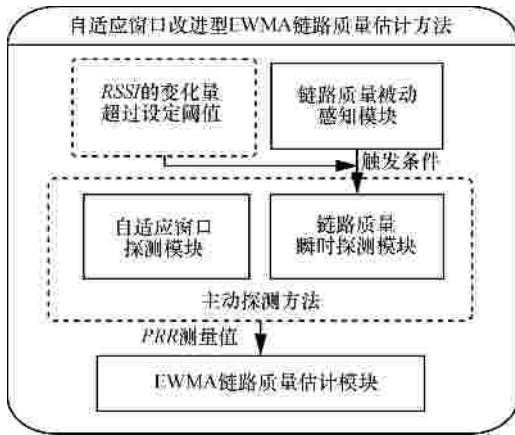 自适应窗口改进型EWMA链路质量估计方法
RSSI的变化量
超过设定阈值
链路质量被动
感知模块
触发条件
自适应窗口
探测模块
链路质量
瞬时探测模块
主动探测方法
PRR测量值
EWMA链路质量估计模块